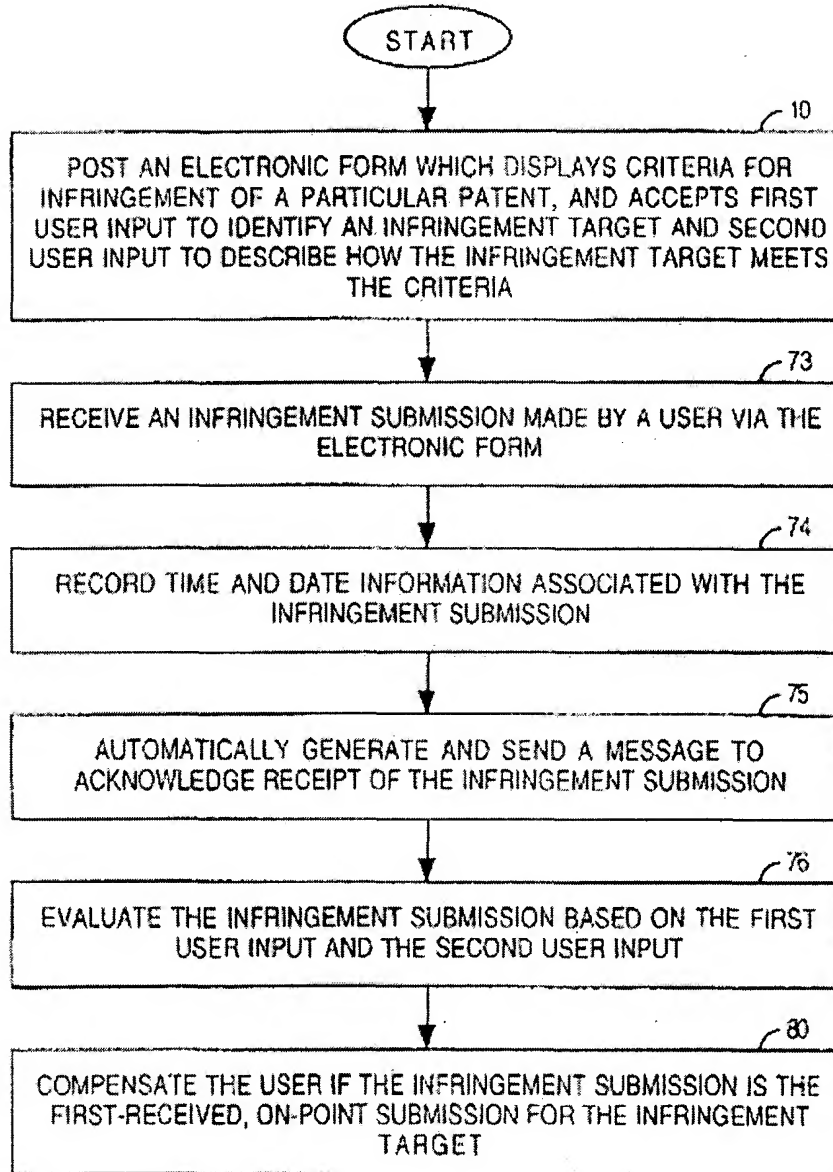 START
10
POST AN ELECTRONIC FORM WHICH DISPLAYS CRITERIA FOR
INFRINGEMENT OF A PARTICULAR PATENT, AND ACCEPTS FIRST
USER INPUT TO IDENTIFY AN INFRINGEMENT TARGET AND SECOND
USER INPUT TO DESCRIBE HOW THE INFRINGEMENT TARGET MEETS
THE CRITERIA
73
RECEIVE AN INFRINGEMENT SUBMISSION MADE BY A USER VIA THE
ELECTRONIC FORM
74
RECORD TIME AND DATE INFORMATION ASSOCIATED WITH THE
INFRINGEMENT SUBMISSION
75
AUTOMATICALLY GENERATE AND SEND A MESSAGE TO
ACKNOWLEDGE RECEIPT OF THE INFRINGEMENT SUBMISSION
76
EVALUATE THE INFRINGEMENT SUBMISSION BASED ON THE FIRST
USER INPUT AND THE SECOND USER INPUT
80
COMPENSATE THE USER IF THE INFRINGEMENT SUBMISSION IS THE
FIRST-RECEIVED, ON-POINT SUBMISSION FOR THE INFRINGEMENT
TARGET